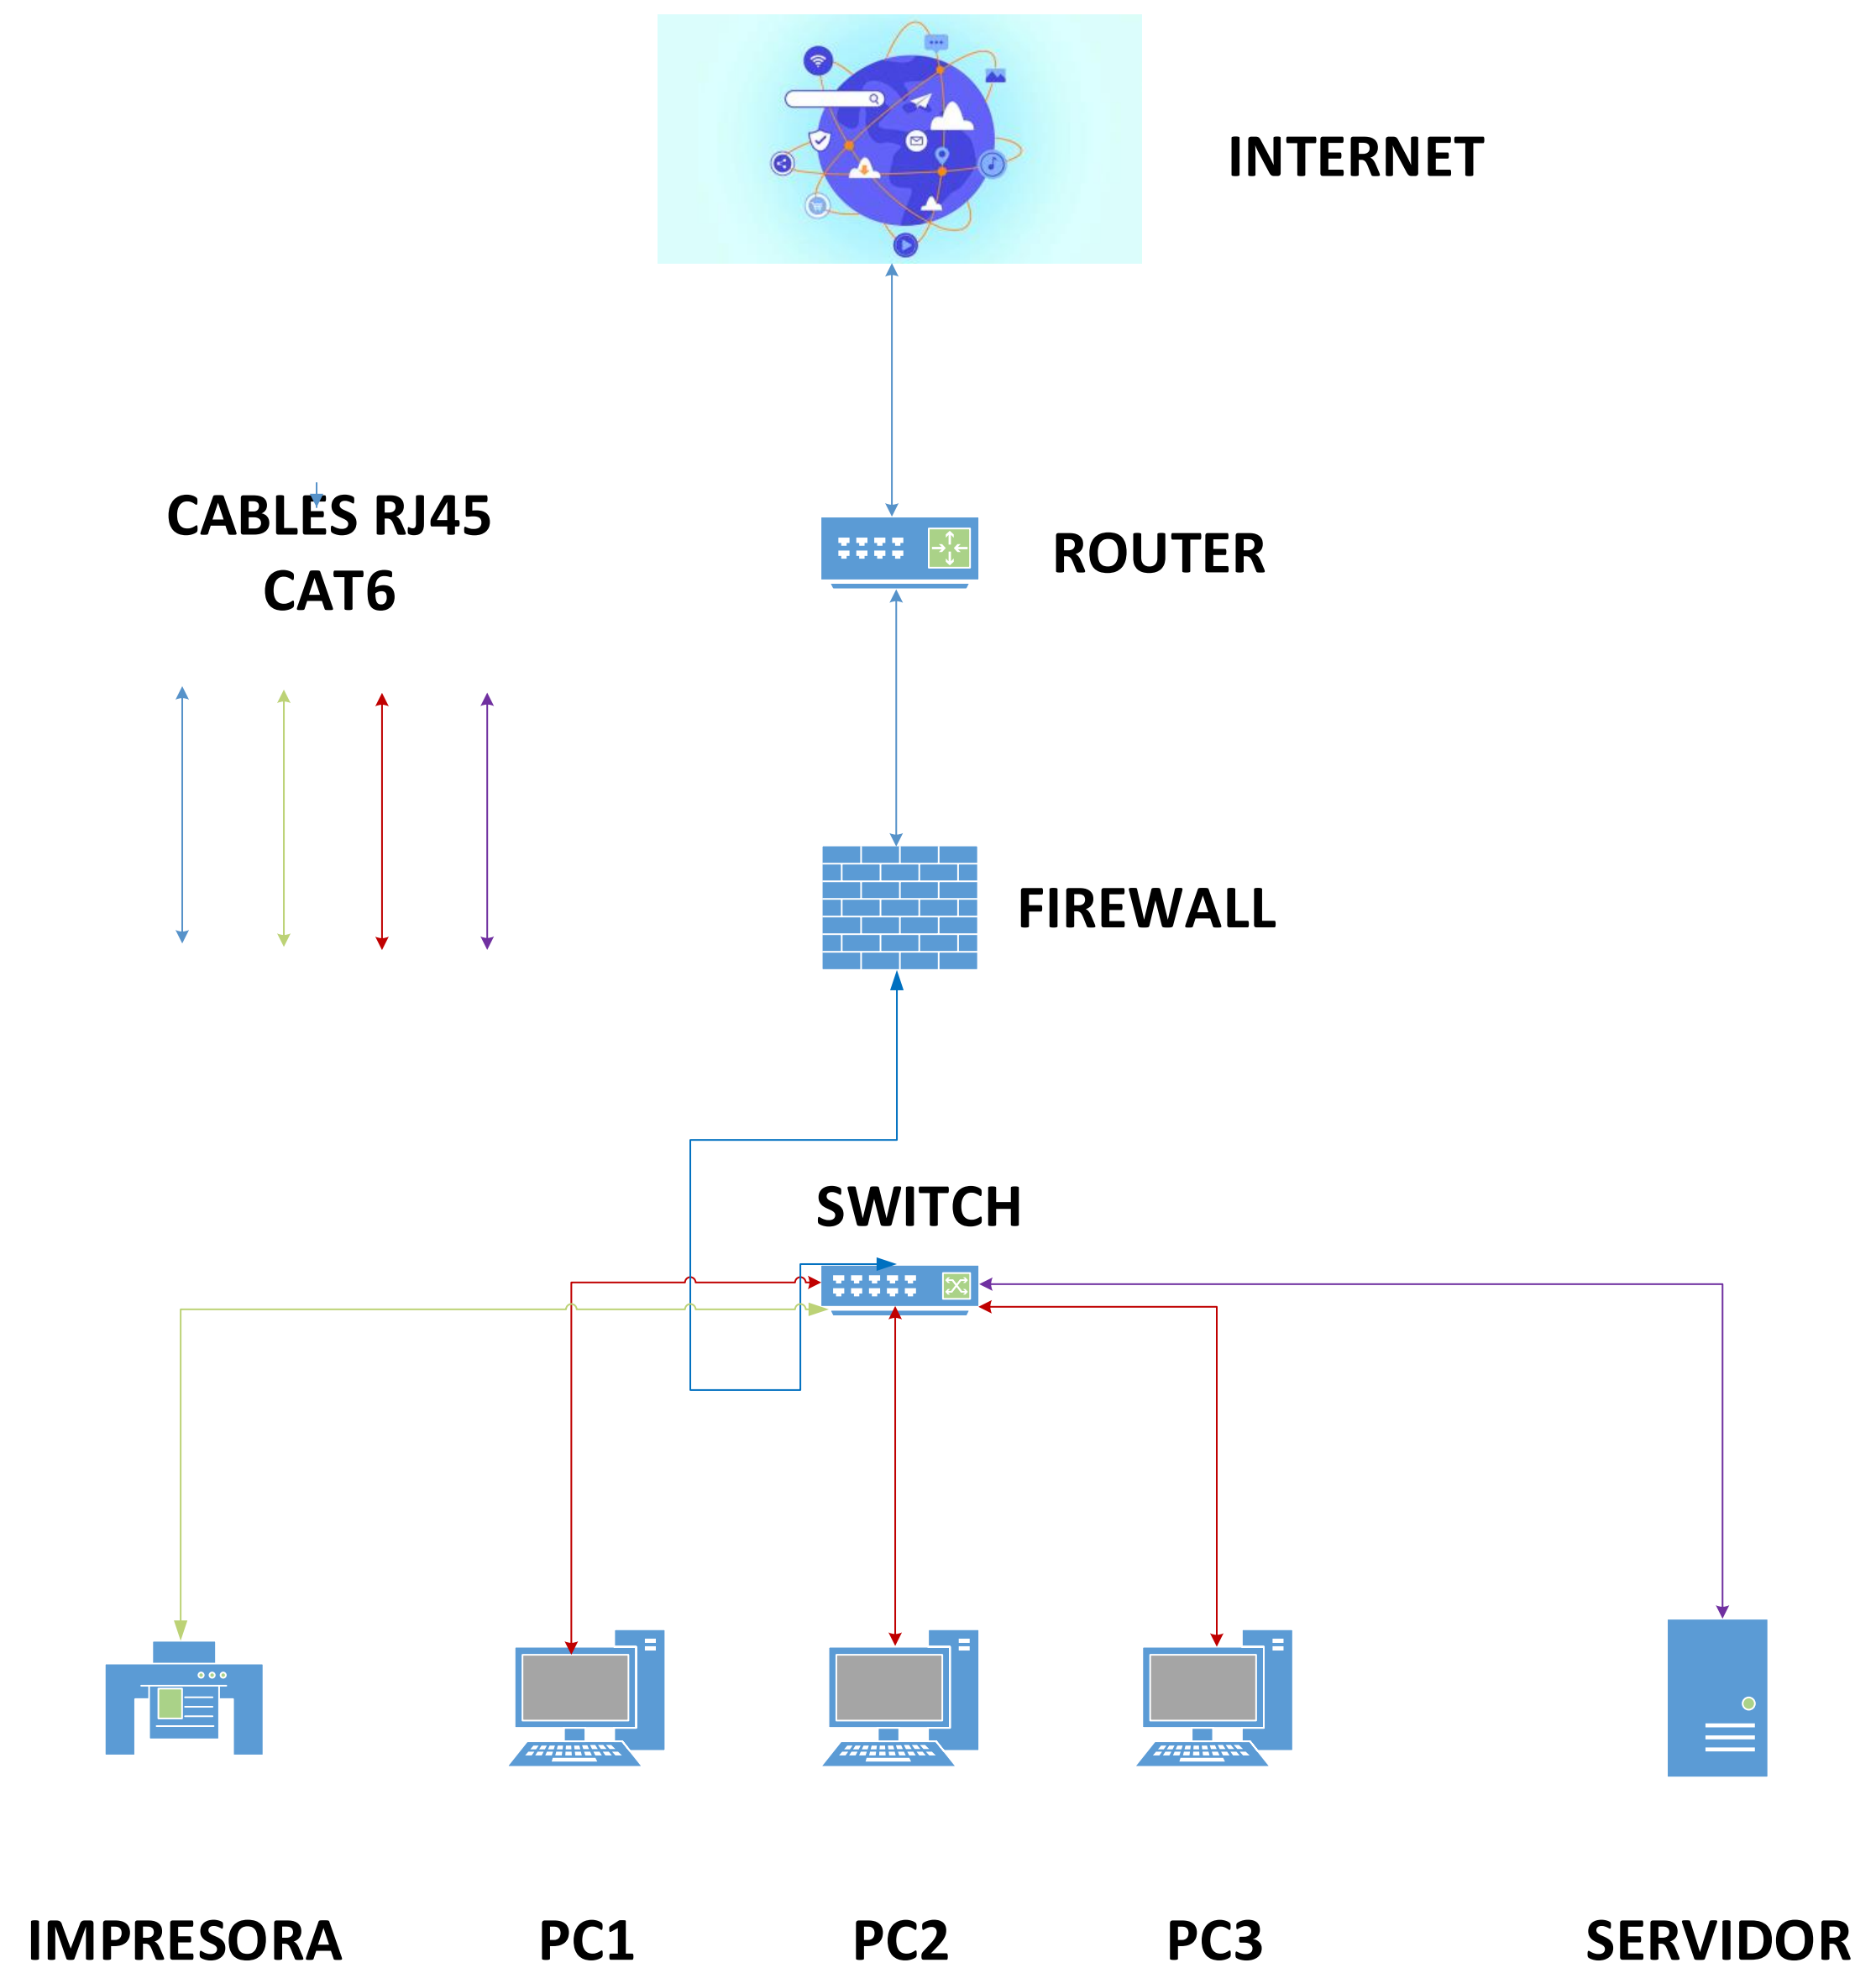 INTERNET
CABLES RJ45
CAT6
ROUTER
FIREWALL
SWITCH
IMPRESORA
PC1
PC2
PC3
SERVIDOR